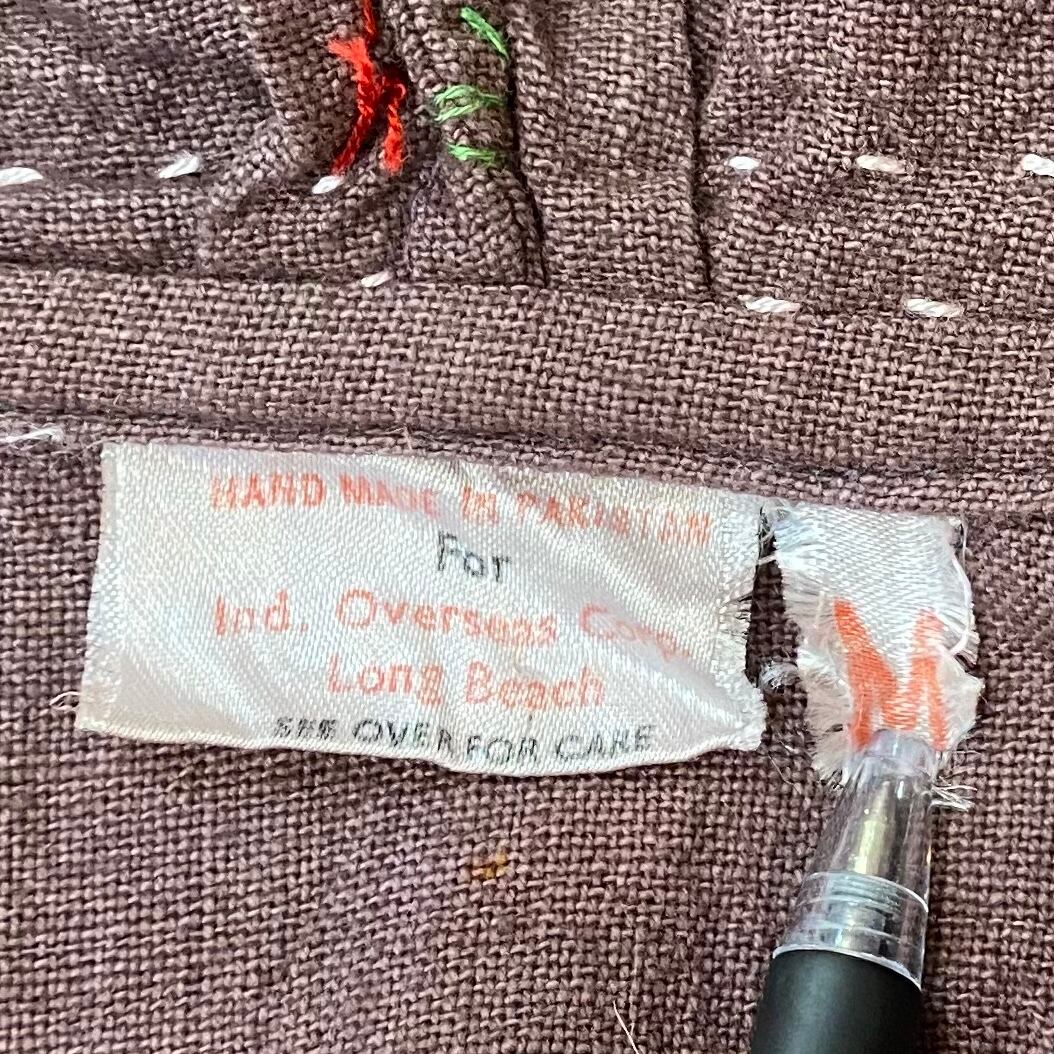 HAND MADE IN PAKISTAN
For
Ind. Overseas Corp.
Long Beach
SEE OVER FOR CARE
M